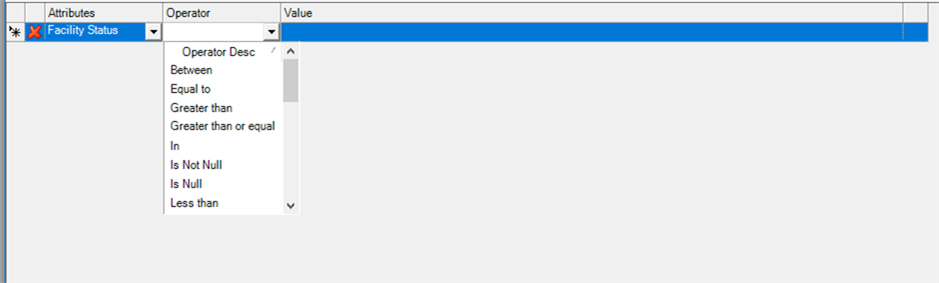 Attributes Operator Value
Facility Status
Operator Desc
Between
Equal to
Greater than
Greater than or equal
In
Is Not Null
Is Null
Less than